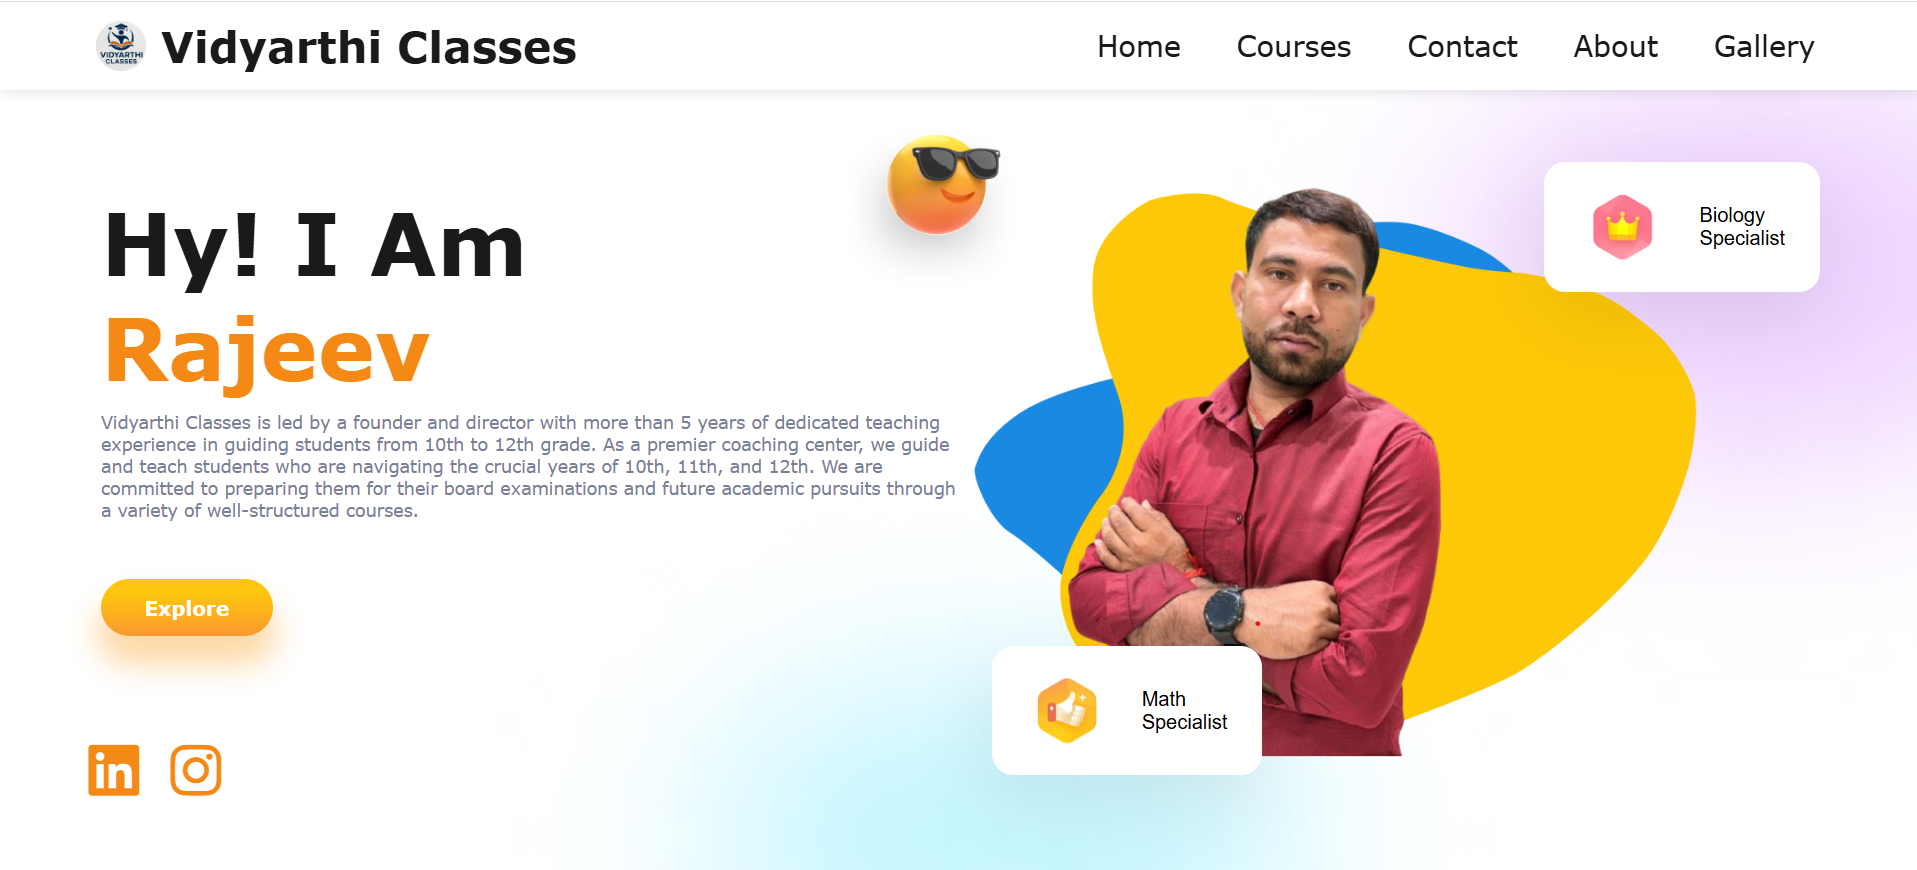 VIDYARTHI
CLASSES
Vidyarthi Classes
Home
Courses
Contact
About
Gallery
Hy! I Am
Rajeev
Vidyarthi Classes is led by a founder and director with more than 5 years of dedicated teaching
experience in guiding students from 10th to 12th grade. As a premier coaching center, we guide
and teach students who are navigating the crucial years of 10th, 11th, and 12th. We are
committed to preparing them for their board examinations and future academic pursuits through
a variety of well-structured courses.
Explore
in
Biology
Specialist
Math
Specialist